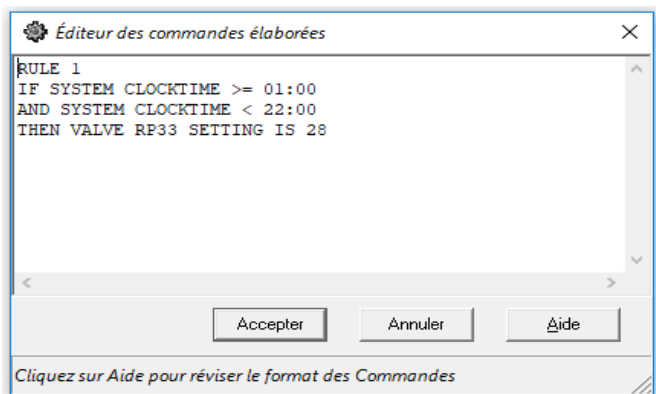 Éditeur des commandes élaborées
RULE 1
IF SYSTEM CLOCKTIME >= 01:00
AND SYSTEM CLOCKTIME < 22:00
THEN VALVE RP33 SETTING IS 28
Accepter Annuler Aide
Cliquez sur Aide pour réviser le format des Commandes